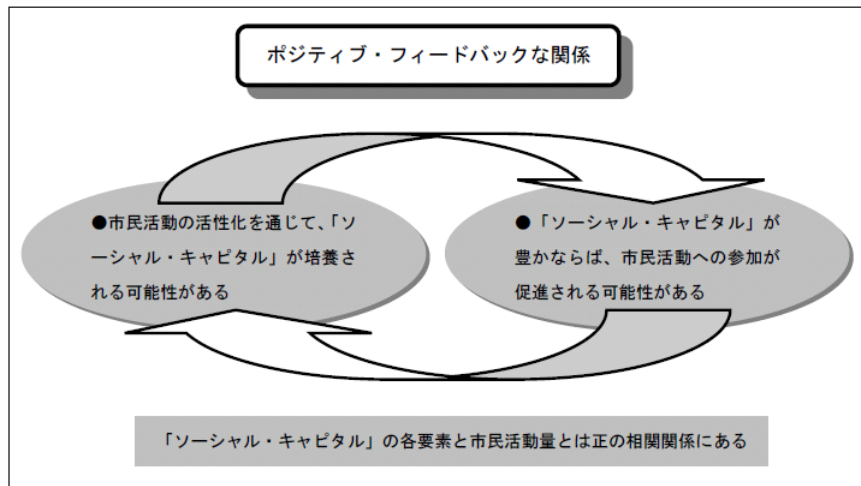 ポジティブ・フィードバックな関係
●市民活動の活性化を通じて、「ソ
ーシャル・キャピタル」が培養さ
れる可能性がある
●「ソーシャル・キャピタル」が
豊かならば、市民活動への参加が
促進される可能性がある
「ソーシャル・キャピタル」の各要素と市民活動量とは正の相関関係にある